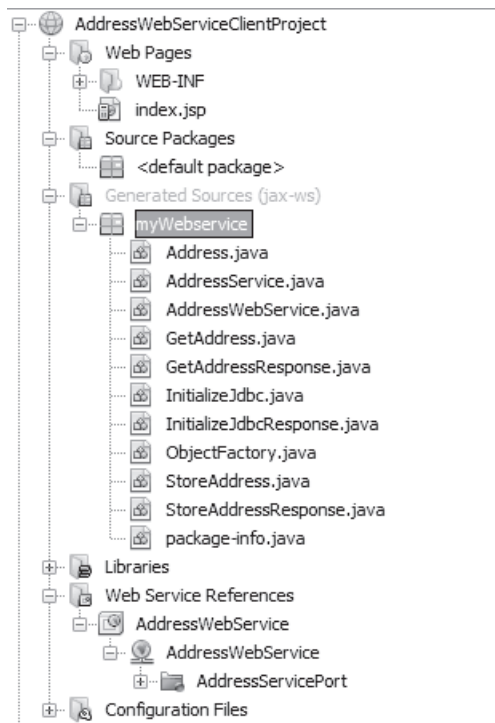 AddressWebServiceClientProject
Web Pages
WEB-INF
index.jsp
Source Packages
<default package>
Generated Sources (jax-ws)
myWebservice
Address.java
AddressService.java
AddressWebService.java
GetAddress.java
GetAddressResponse.java
InitializeJdbc.java
InitializeJdbcResponse.java
ObjectFactory.java
StoreAddress.java
StoreAddressResponse.java
package-info.java
Libraries
Web Service References
AddressWebService
AddressWebService
AddressServicePort
Configuration Files